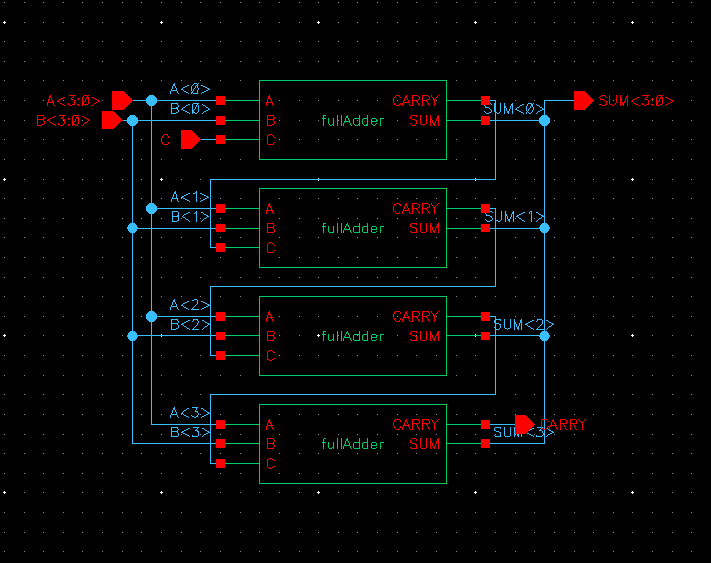 A<0>
A<3:0> A CARRY SUM<3:0>
B<0> SUM<0>
B<3:0> B fullAdder SUM
C C
A<1>
A CARRY
B<1> SUM<1>
B fullAdder SUM
C
A<2>
A CARRY
B<2> SUM<2>
B fullAdder SUM
C
A<3>
A CARRY CARRY
B<3> SUM<3>
B fullAdder SUM
C